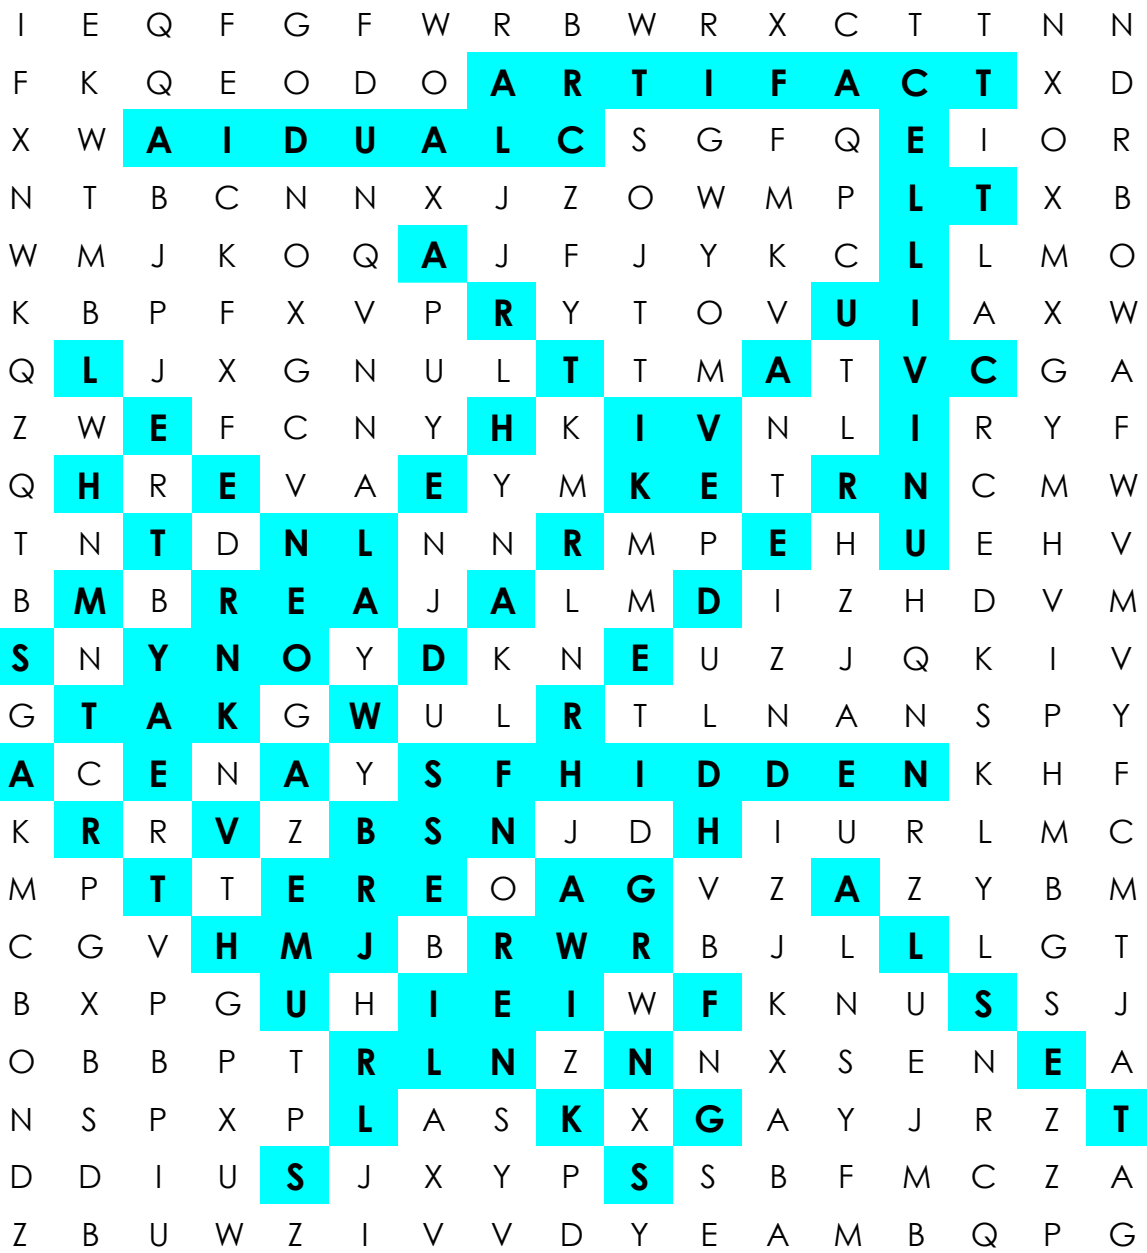 I E Q F G F W R B W R X C T T N N
F K Q E O D O A R T I F A C T X D
X W A I D U A L C S G F Q E I O R
N T B C N N X J Z O W M P L T X B
W M J K O Q A J F J Y K C L L M O
K B P F X V P R Y T O V U I A X W
Q L J X G N U L T T M A T V C G A
Z W E F C N Y H K I V N L I R Y F
Q H R E V A E Y M K E T R N C M W
T N T D N L N N R M P E H U E H V
B M B R E A J A L M D I Z H D V M
S N Y N O Y D K N E U Z J Q K I V
G T A K G W U L R T L N A N S P Y
A C E N A Y S F H I D D E N K H F
K R R V Z B S N J D H I U R L M C
M P T T E R E O A G V Z A Z Y B M
C G V H M J B R W R B J L L L G T
B X P G U H I E I W F K N U S S J
O B B P T R L N Z N N X S E N E A
N S P X P L A S K X G A Y J R Z T
D D I U S J X Y P S S B F M C Z A
Z B U W Z I V V D Y E A M B Q P G